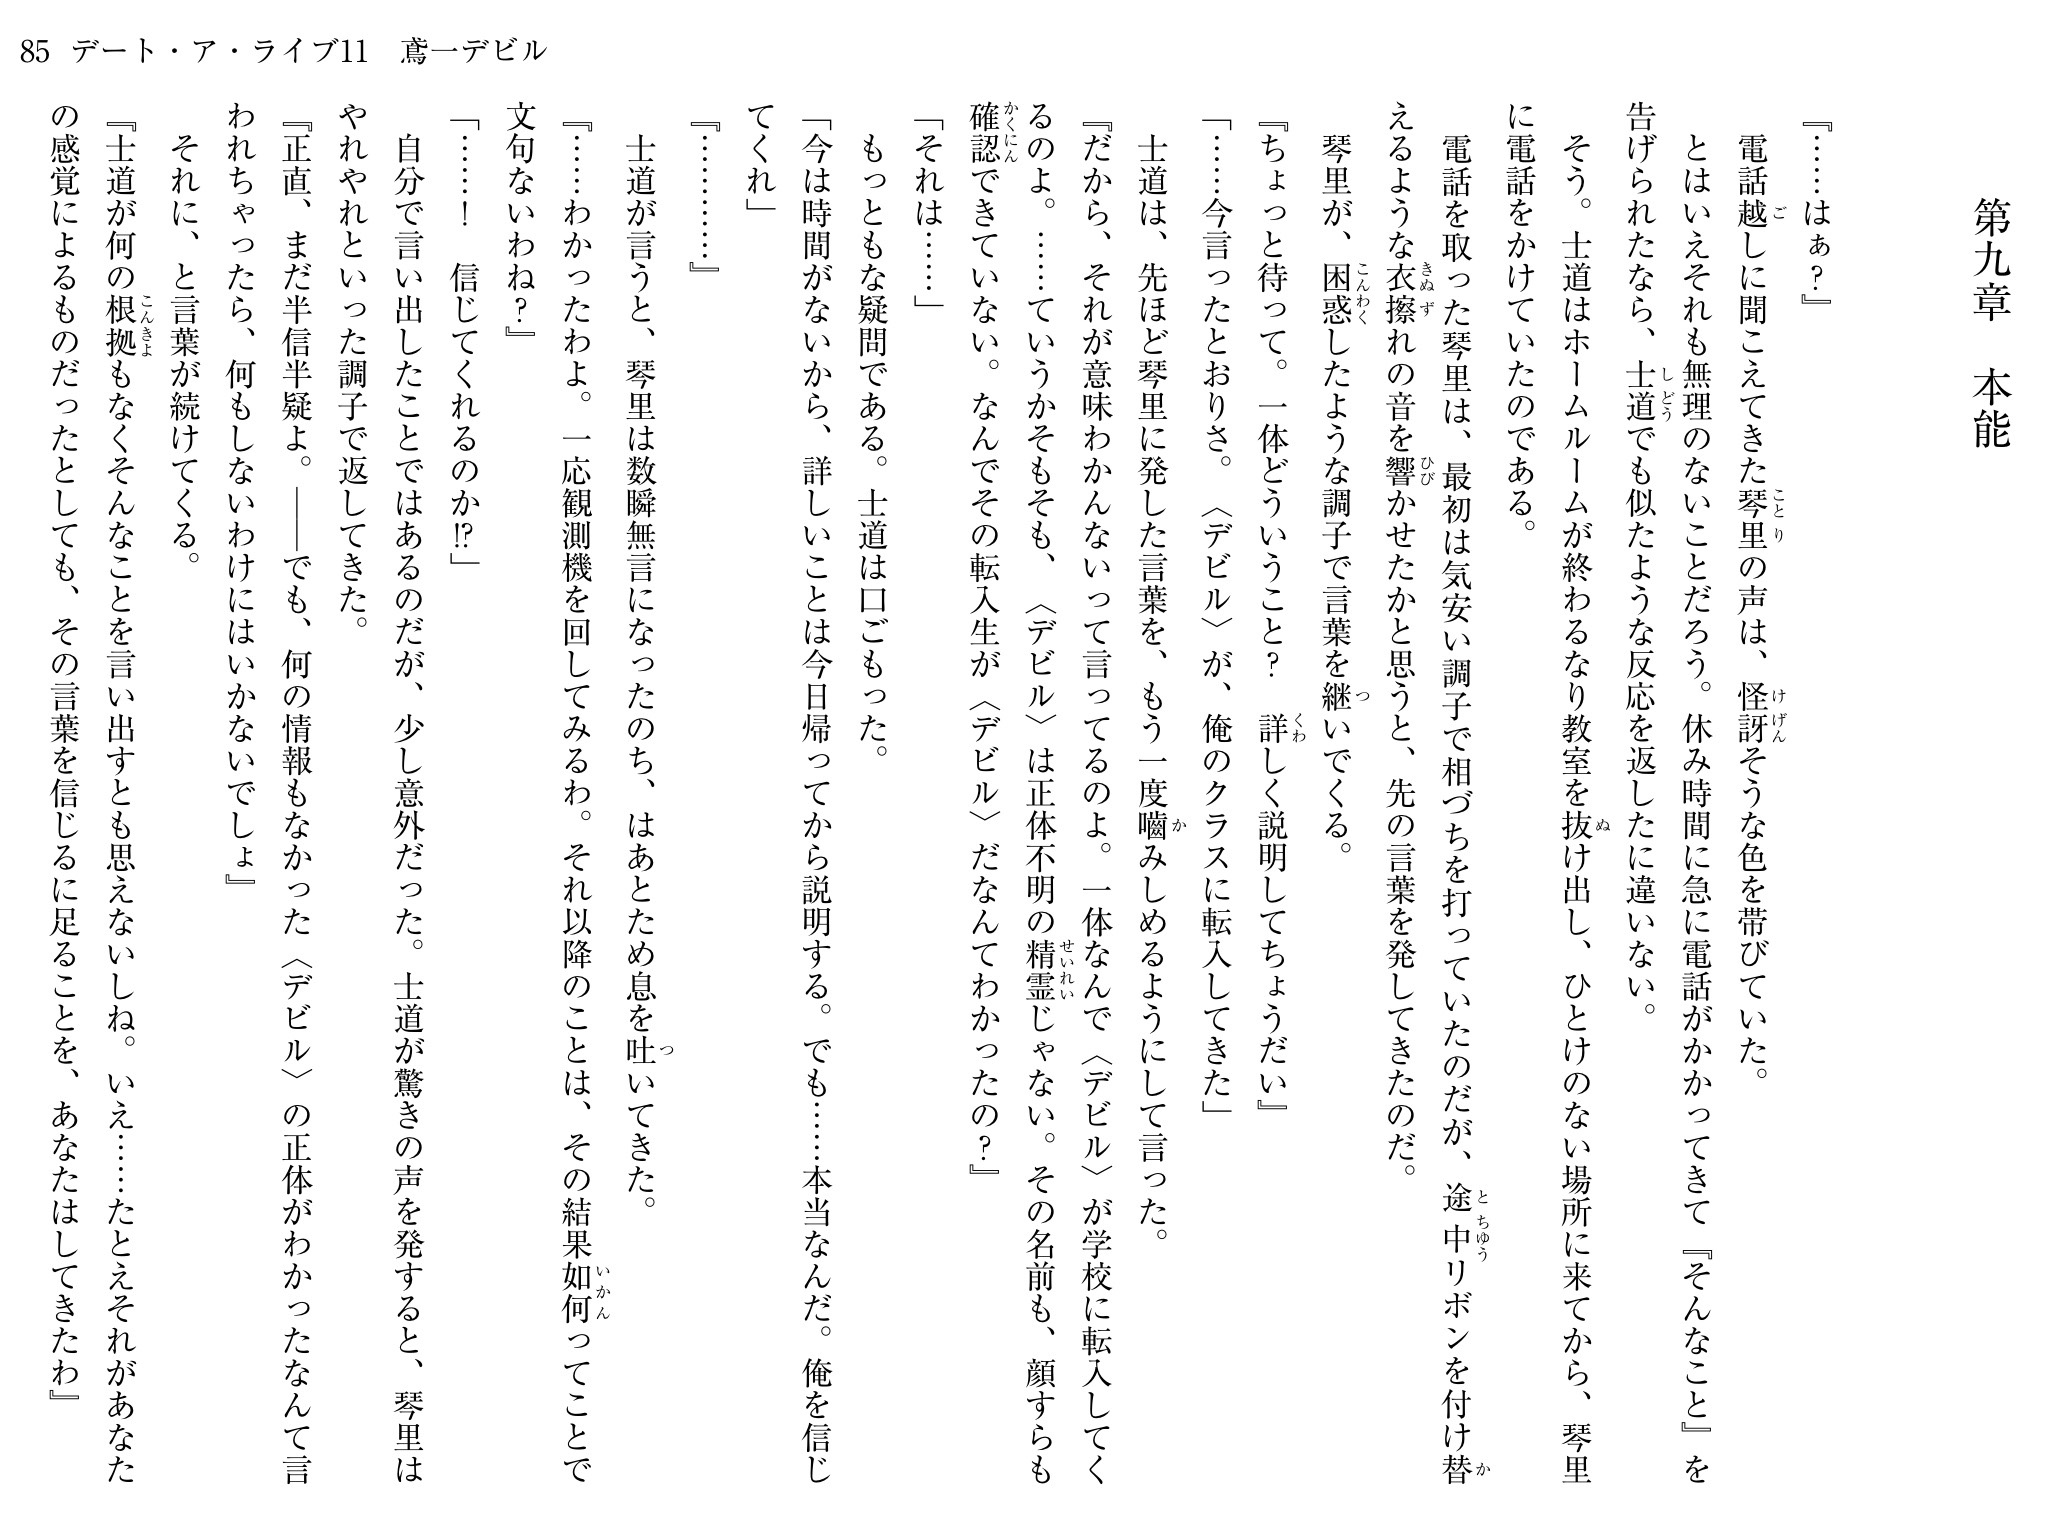 85 デート・ア・ライブ11　鳶一デビル
第九章　本能
『……はぁ?』
電話越しに聞こえてきた琴里の声は、怪訝そうな色を帯びていた。
とはいえそれも無理のないことだろう。休み時間に急に電話がかかってきて『そんなこと』を
告げられたなら、士道でも似たような反応を返したに違いない。
そう。士道はホームルームが終わるなり教室を抜け出し、ひとけのない場所に来てから、琴里
に電話をかけていたのである。
電話を取った琴里は、最初は気安い調子で相づちを打っていたのだが、途中リボンを付け替
えるような衣擦れの音を響かせたかと思うと、先の言葉を発してきたのだ。
琴里が、困惑したような調子で言葉を継いでくる。
『ちょっと待って。一体どういうこと?　詳しく説明してちょうだい』
「……今言ったとおりさ。〈デビル〉が、俺のクラスに転入してきた」
士道は、先ほど琴里に発した言葉を、もう一度嚙みしめるようにして言った。
『だから、それが意味わかんないって言ってるのよ。一体なんで〈デビル〉が学校に転入してく
るのよ。……ていうかそもそも、〈デビル〉は正体不明の精霊じゃない。その名前も、顔すらも
確認できていない。なんでその転入生が〈デビル〉だなんてわかったの?』
「それは……」
もっともな疑問である。士道は口ごもった。
「今は時間がないから、詳しいことは今日帰ってから説明する。でも……本当なんだ。俺を信じ
てくれ」
『…………』
士道が言うと、琴里は数瞬無言になったのち、はあとため息を吐いてきた。
『……わかったわよ。一応観測機を回してみるわ。それ以降のことは、その結果如何ってことで
文句ないわね?』
「……!　信じてくれるのか!?」
自分で言い出したことではあるのだが、少し意外だった。士道が驚きの声を発すると、琴里は
やれやれといった調子で返してきた。
『正直、まだ半信半疑よ。――でも、何の情報もなかった〈デビル〉の正体がわかったなんて言
われちゃったら、何もしないわけにはいかないでしょ』
それに、と言葉が続けてくる。
『士道が何の根拠もなくそんなことを言い出すとも思えないしね。いえ……たとえそれがあなた
の感覚によるものだったとしても、その言葉を信じるに足ることを、あなたはしてきたわ』